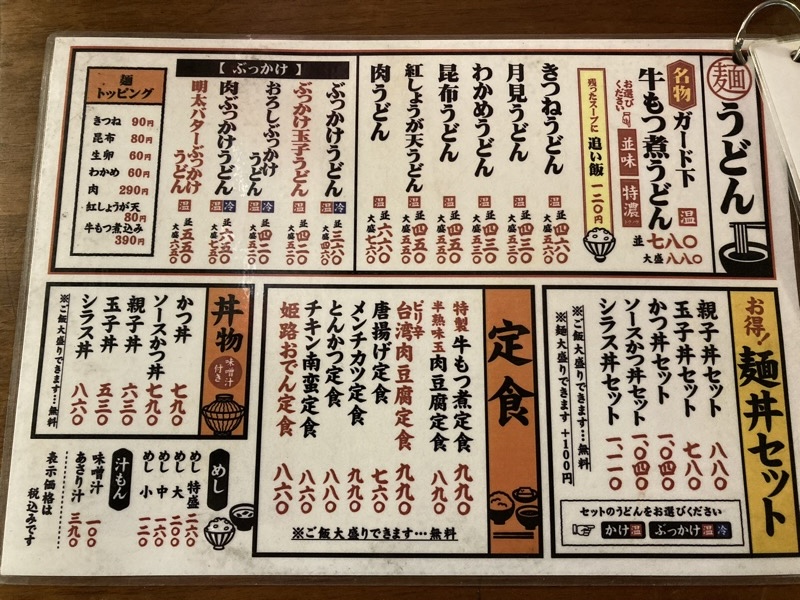 麺
うどん
名物
ガード下
牛もつ煮うどん
温
お選びください
並味
特濃
並 七八〇
大盛 八八〇
残ったスープに 追い飯 一二〇円
きつねうどん 温 並 四六〇 大盛 五六〇
月見うどん 温 並 四三〇 大盛 五三〇
わかめうどん 温 並 四三〇 大盛 五三〇
昆布うどん 温 並 四五〇 大盛 五五〇
紅しょうが天うどん 温 並 四五〇 大盛 五五〇
肉うどん 温 並 六六〇 大盛 七六〇
【 ぶっかけ 】
ぶっかけうどん 温 冷 並 三六〇 大盛 四六〇
ぶっかけ玉子うどん 温 冷 並 四二〇 大盛 五二〇
おろしぶっかけうどん 温 冷 並 四二〇 大盛 五二〇
肉ぶっかけうどん 温 並 六五〇 大盛 七五〇
明太バターぶっかけうどん 温 並 五五〇 大盛 六五〇
麺
トッピング
きつね 90円
昆布 80円
生卵 60円
わかめ 60円
肉 290円
紅しょうが天
80円
牛もつ煮込み
390円
お得!麺丼セット
親子丼セット 八八〇
玉子丼セット 七八〇
かつ丼セット 一、〇四〇
ソースかつ丼セット 一、〇四〇
シラス丼セット 一、一一〇
※ご飯大盛りできます…無料
※麺大盛りできます +100円
セットのうどんをお選びください
かけ 温 ぶっかけ 温 冷
定食
特製 牛もつ煮定食 九九〇
半熟味玉 肉豆腐定食 八九〇
ピリ辛 台湾肉豆腐定食 九九〇
唐揚げ定食 七六〇
メンチカツ定食 九九〇
とんかつ定食 八八〇
チキン南蛮定食 八八〇
姫路おでん定食 八六〇
※ご飯大盛りできます…無料
丼物
味噌汁付き
かつ丼 七九〇
ソースかつ丼 七九〇
親子丼 六三〇
玉子丼 五三〇
シラス丼 八六〇
※ご飯大盛りできます…無料
めし
めし 特盛 二六〇
めし 大 二〇〇
めし 中 一六〇
めし 小 一二〇
汁もん
味噌汁 一〇〇
あさり汁 三九〇
表示価格は
税込みです